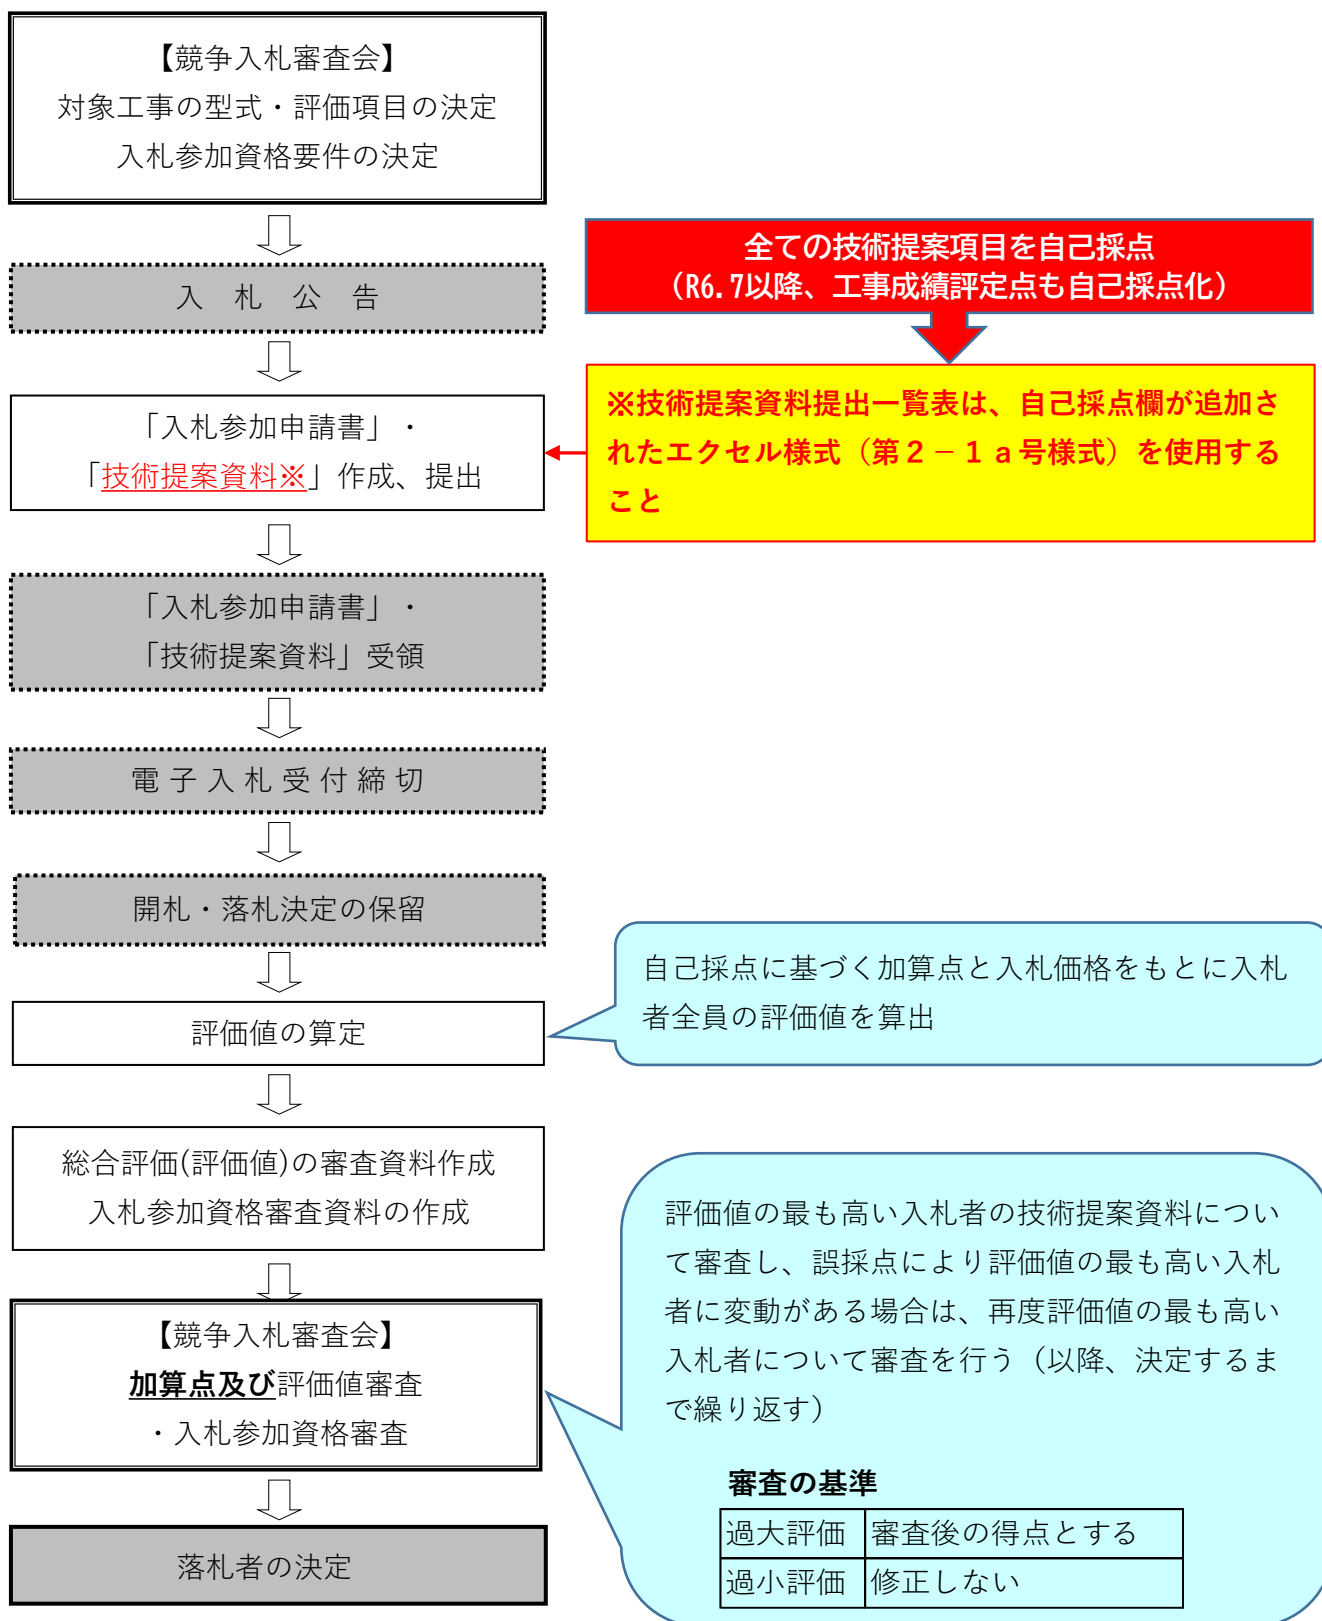 【競争入札審査会】
対象工事の型式・評価項目の決定
入札参加資格要件の決定
入　札　公　告
全ての技術提案項目を自己採点
（R6.7以降、工事成績評定点も自己採点化）
「入札参加申請書」・
「技術提案資料※」作成、提出
※技術提案資料提出一覧表は、自己採点欄が追加さ
れたエクセル様式（第２－１ａ号様式）を使用する
こと
「入札参加申請書」・
「技術提案資料」受領
電 子 入 札 受 付 締 切
開札・落札決定の保留
自己採点に基づく加算点と入札価格をもとに入札
者全員の評価値を算出
評価値の算定
総合評価(評価値)の審査資料作成
入札参加資格審査資料の作成
評価値の最も高い入札者の技術提案資料につい
て審査し、誤採点により評価値の最も高い入札
者に変動がある場合は、再度評価値の最も高い
入札者について審査を行う（以降、決定するま
で繰り返す）
【競争入札審査会】
加算点及び評価値審査
・入札参加資格審査
審査の基準
過大評価 審査後の得点とする
過小評価 修正しない
落札者の決定